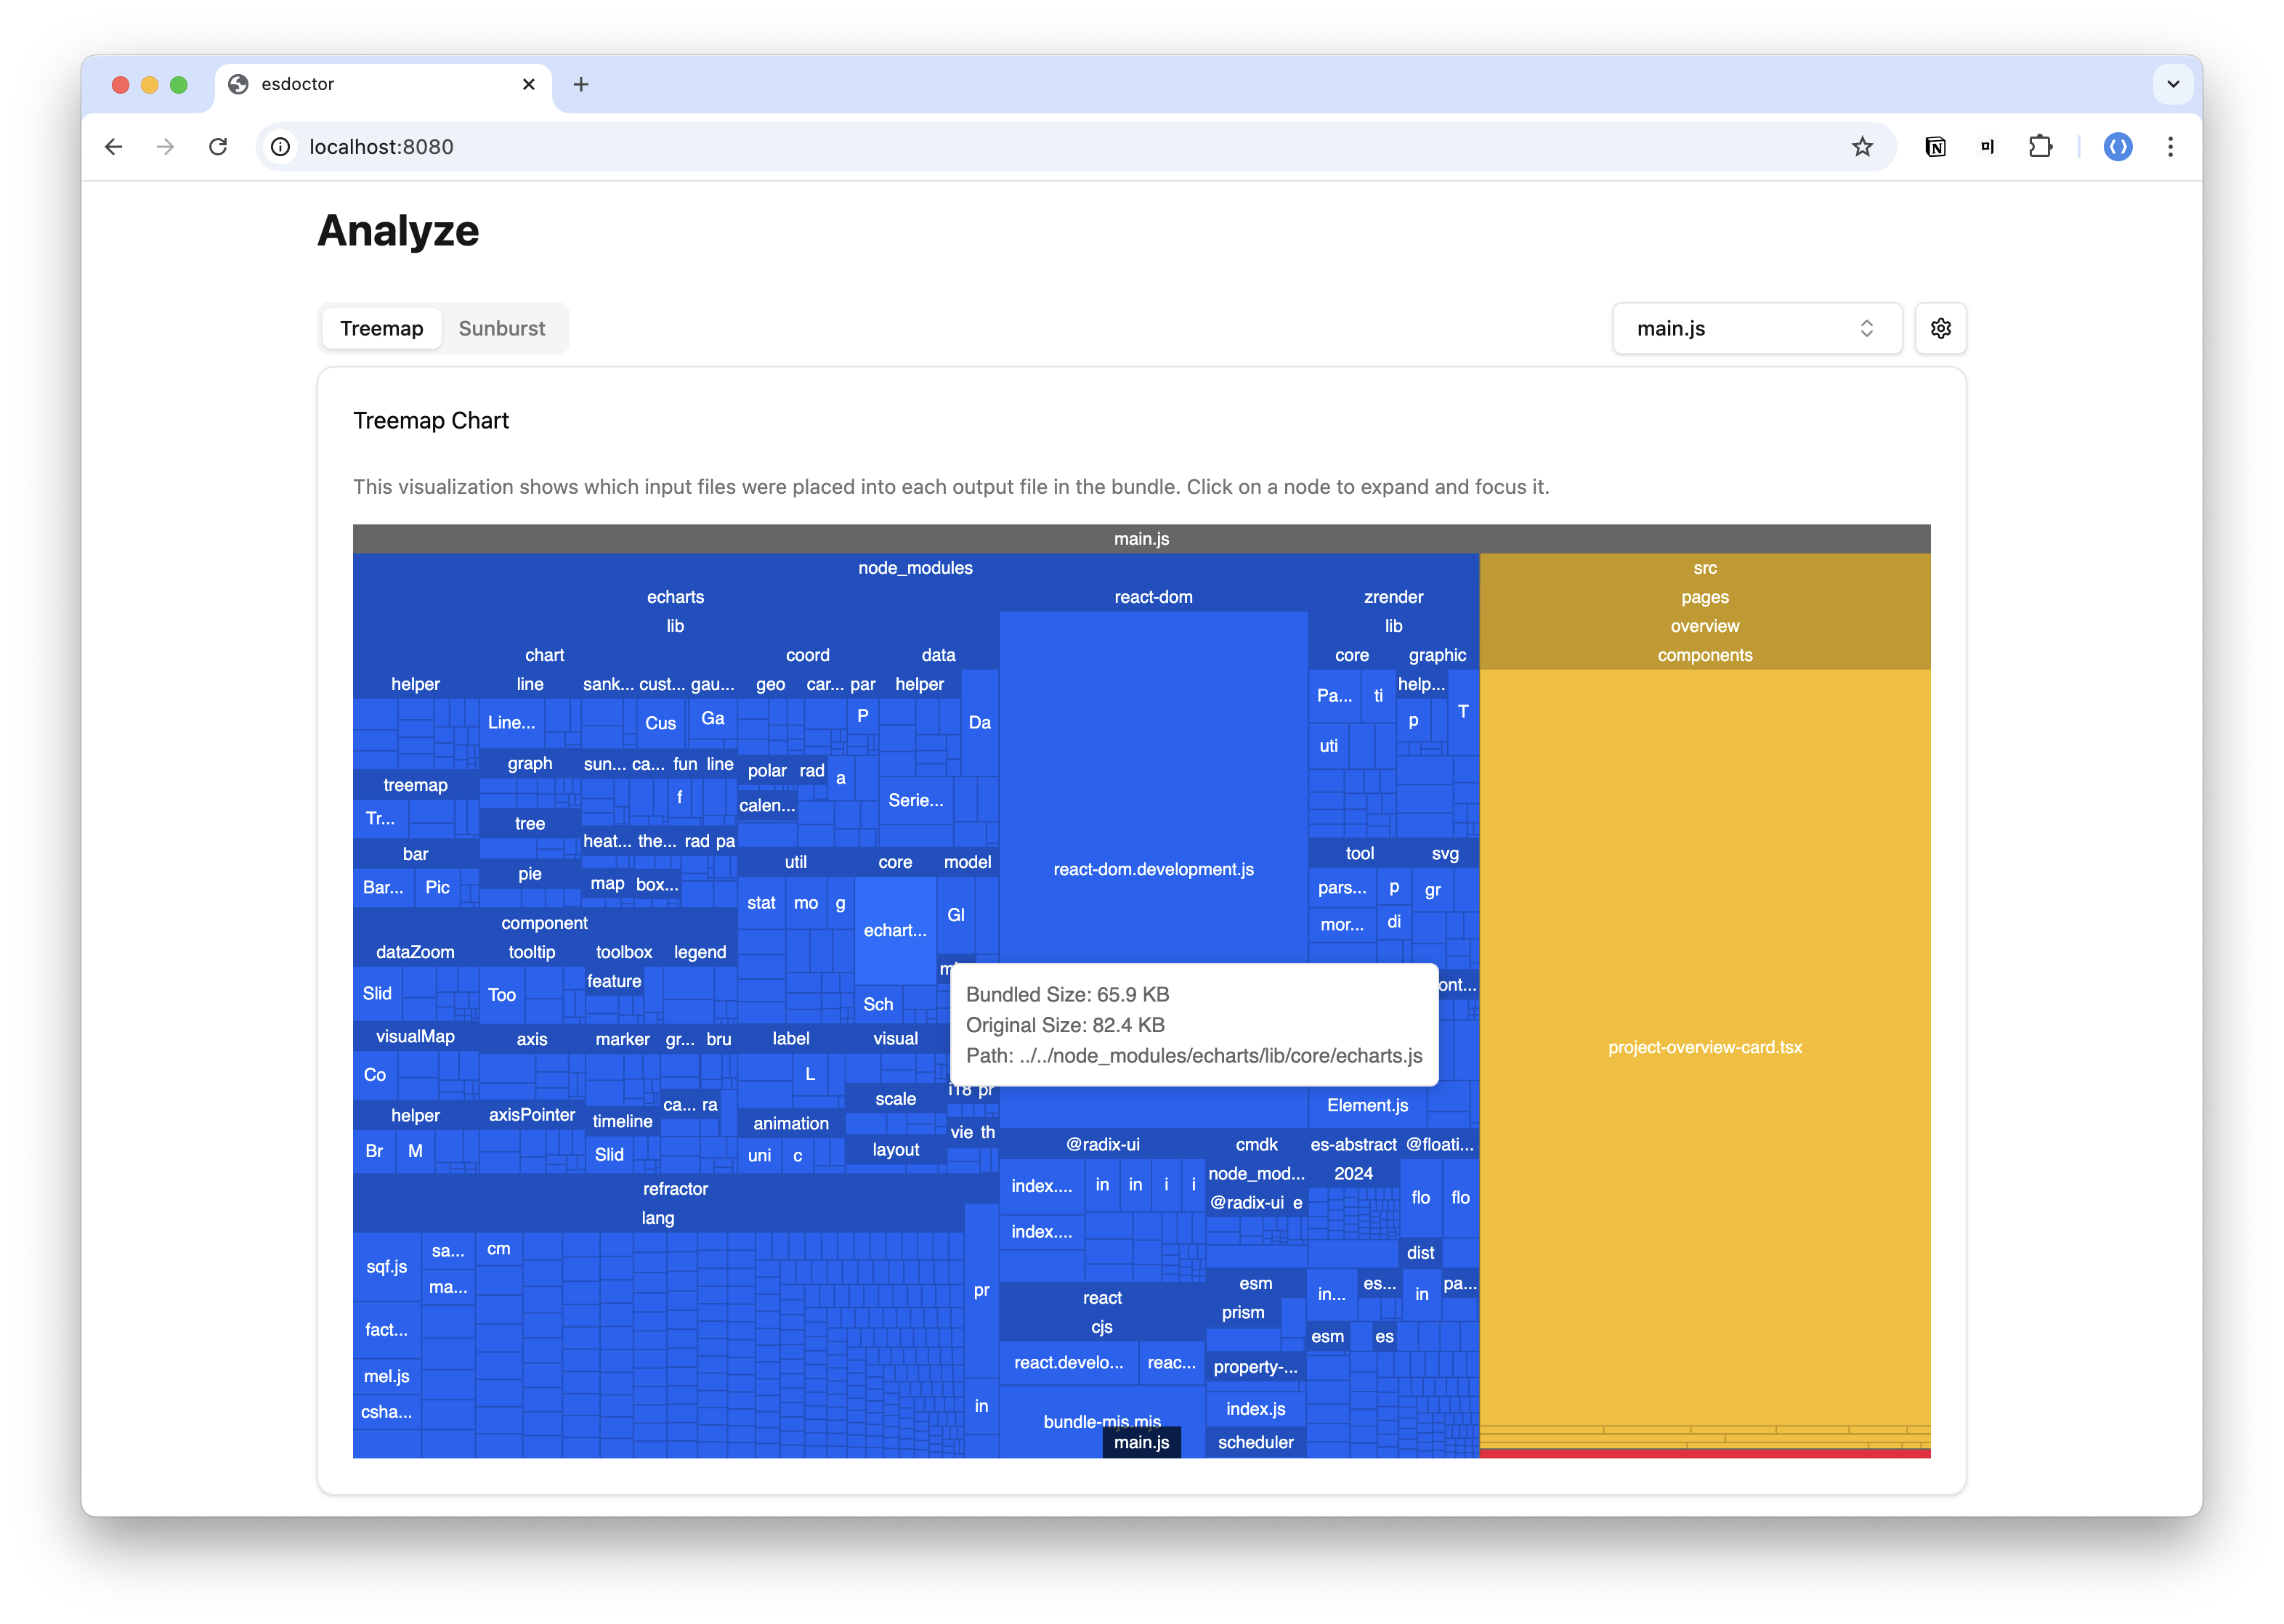 esdoctor
localhost:8080
Analyze
Treemap Sunburst
main.js
Treemap Chart
This visualization shows which input files were placed into each output file in the bundle. Click on a node to expand and focus it.
main.js
node_modules src
echarts react-dom zrender pages
lib lib overview
chart coord data core graphic components
helper line sank... cust... gau... geo car... par helper help...
Pa... ti
Line... Cus Ga P Da p T
uti
graph sun... ca... fun line polar rad a
treemap f calen... Serie...
Tr... tree
heat... the... rad pa
bar util core model tool svg
pie map box... react-dom.development.js
Bar... Pic stat mo g Gl pars... p gr
component echart... mor... di
dataZoom tooltip toolbox legend
feature ont...
Slid Too Sch
Bundled Size: 65.9 KB
Original Size: 82.4 KB
Path: ../../node_modules/echarts/lib/core/echarts.js
project-overview-card.tsx
visualMap axis marker gr... bru label visual
Co L
ca... ra scale i18 pr Element.js
helper axisPointer timeline animation
vie th
Br M Slid uni c layout
@radix-ui cmdk es-abstract @floati...
node_mod... 2024
refractor index.... in in i i @radix-ui e flo flo
lang
index....
sqf.js sa... cm dist
ma... esm in... es... in pa...
pr react prism
fact... cjs esm es
mel.js react.develo... reac... property-...
csha... in index.js
bundle-mjs.mjs
main.js scheduler